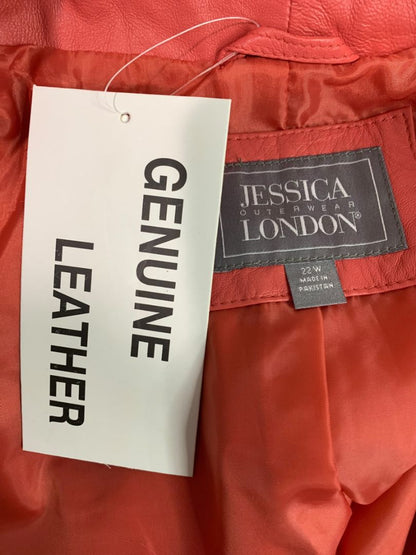 GENUINE
LEATHER
JESSICA
OUTERWEAR
LONDON®
22W
MADE IN
PAKISTAN